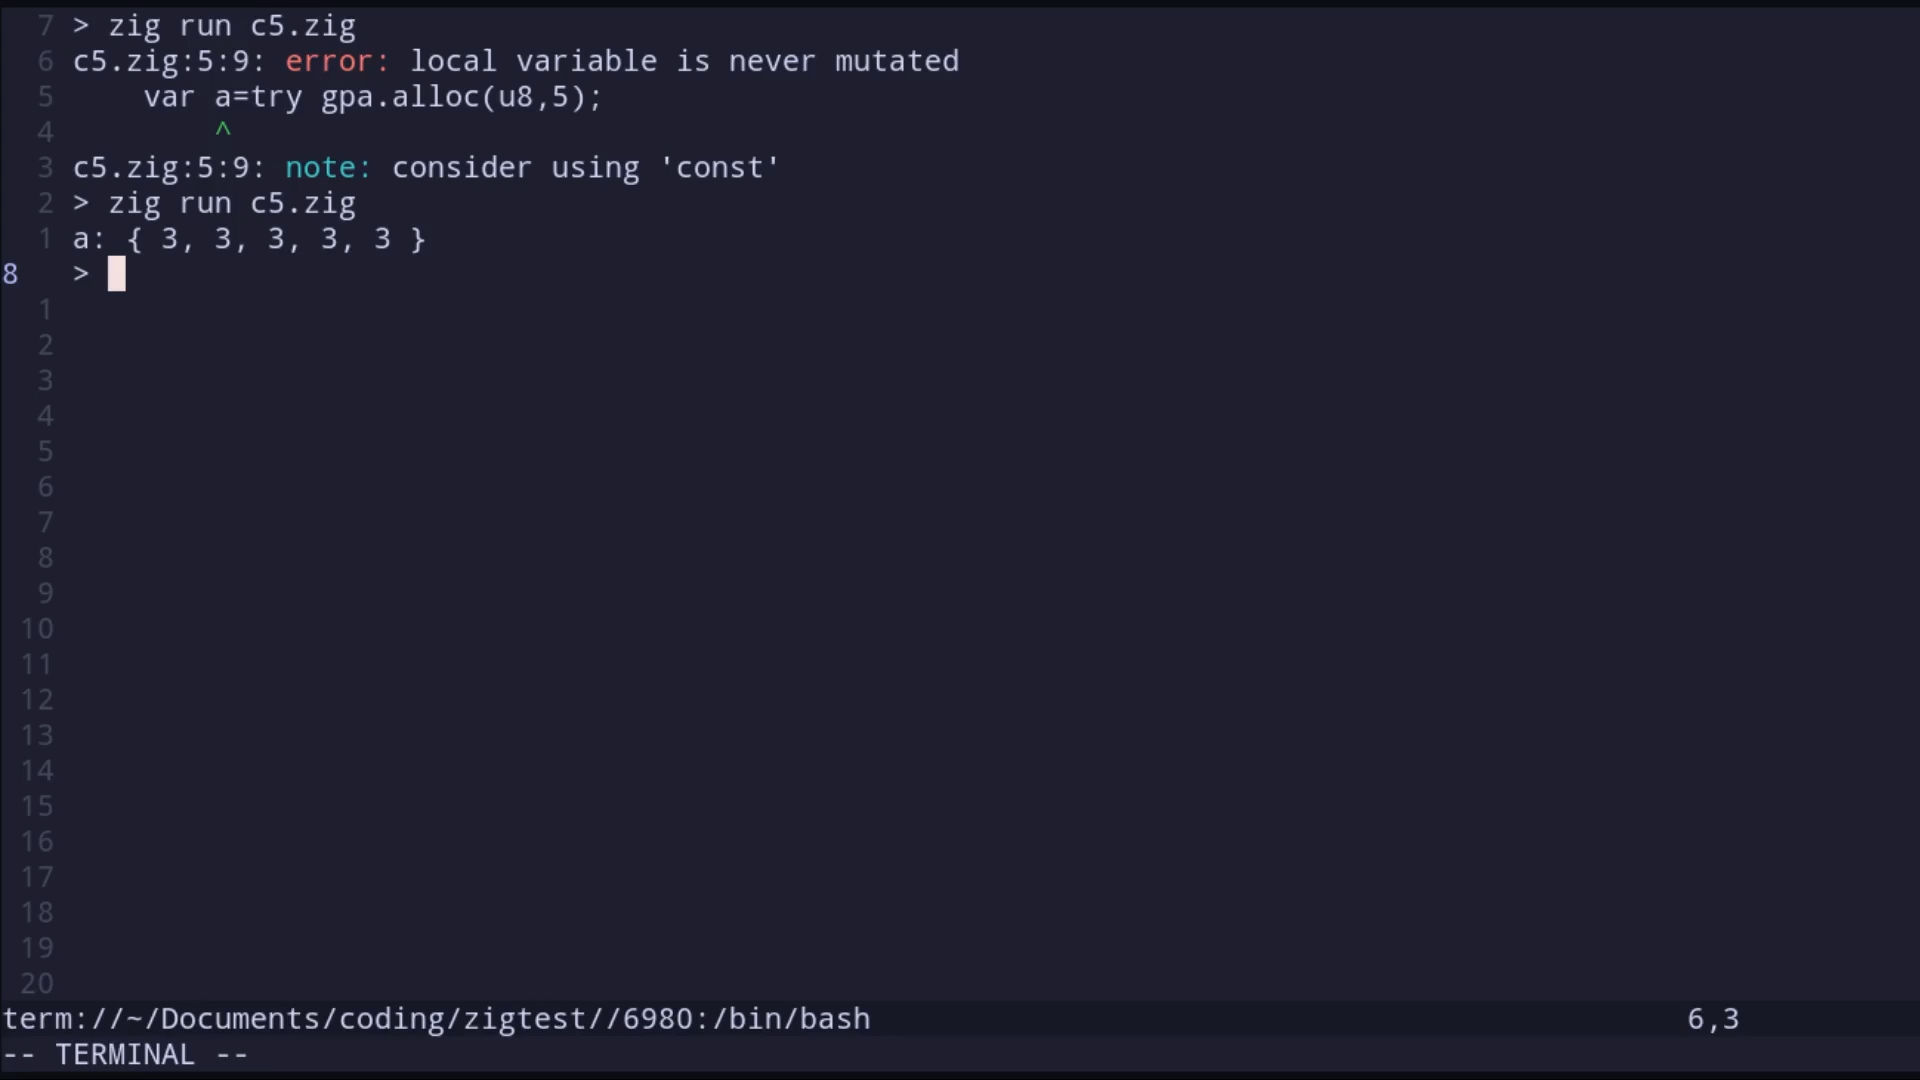 7 > zig run c5.zig
6 c5.zig:5:9: error: local variable is never mutated
5     var a=try gpa.alloc(u8,5);
4         ^
3 c5.zig:5:9: note: consider using 'const'
2 > zig run c5.zig
1 a: { 3, 3, 3, 3, 3 }
8 >
1
2
3
4
5
6
7
8
9
10
11
12
13
14
15
16
17
18
19
20
term://~/Documents/coding/zigtest//6980:/bin/bash 6,3
-- TERMINAL --